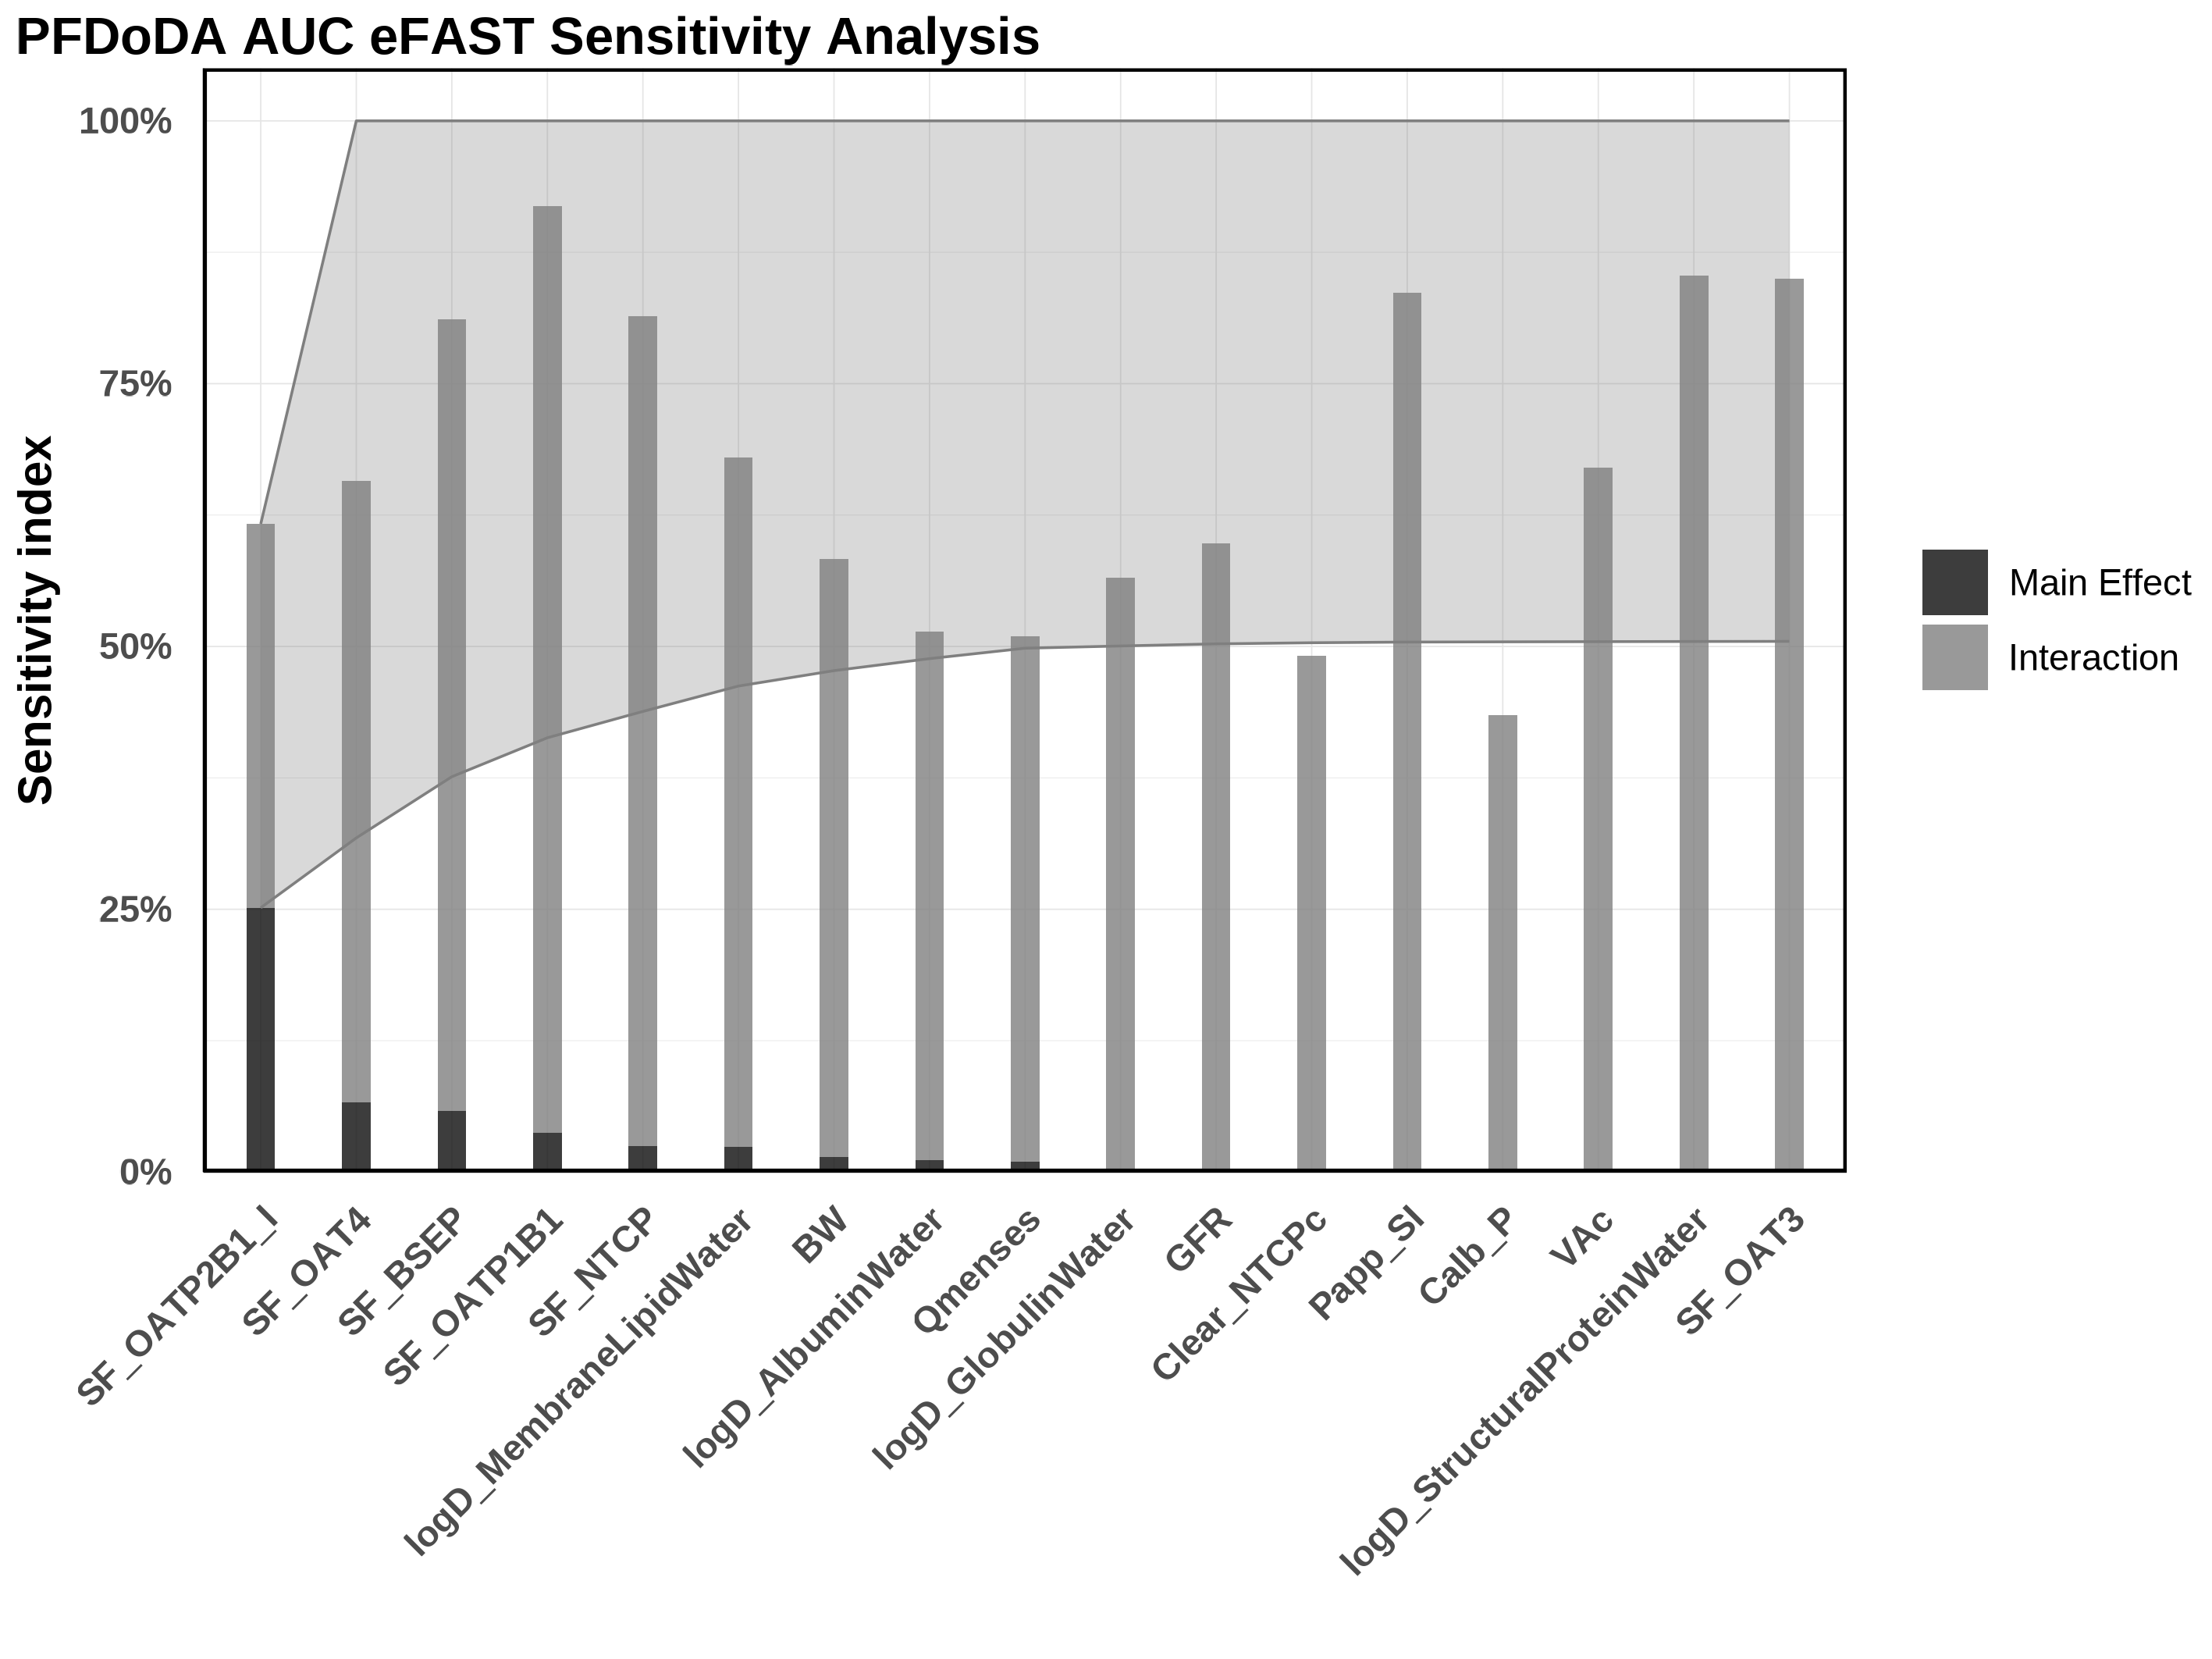 PFDoDA AUC eFAST Sensitivity Analysis
Sensitivity index
100%
75%
50%
25%
0%
SF_OATP2B1_I
SF_OAT4
SF_BSEP
SF_OATP1B1
SF_NTCP
logD_MembraneLipidWater
BW
logD_AlbuminWater
Qmenses
logD_GlobulinWater
GFR
Clear_NTCPc
Papp_SI
Calb_P
VAc
logD_StructuralProteinWater
SF_OAT3
Main Effect
Interaction